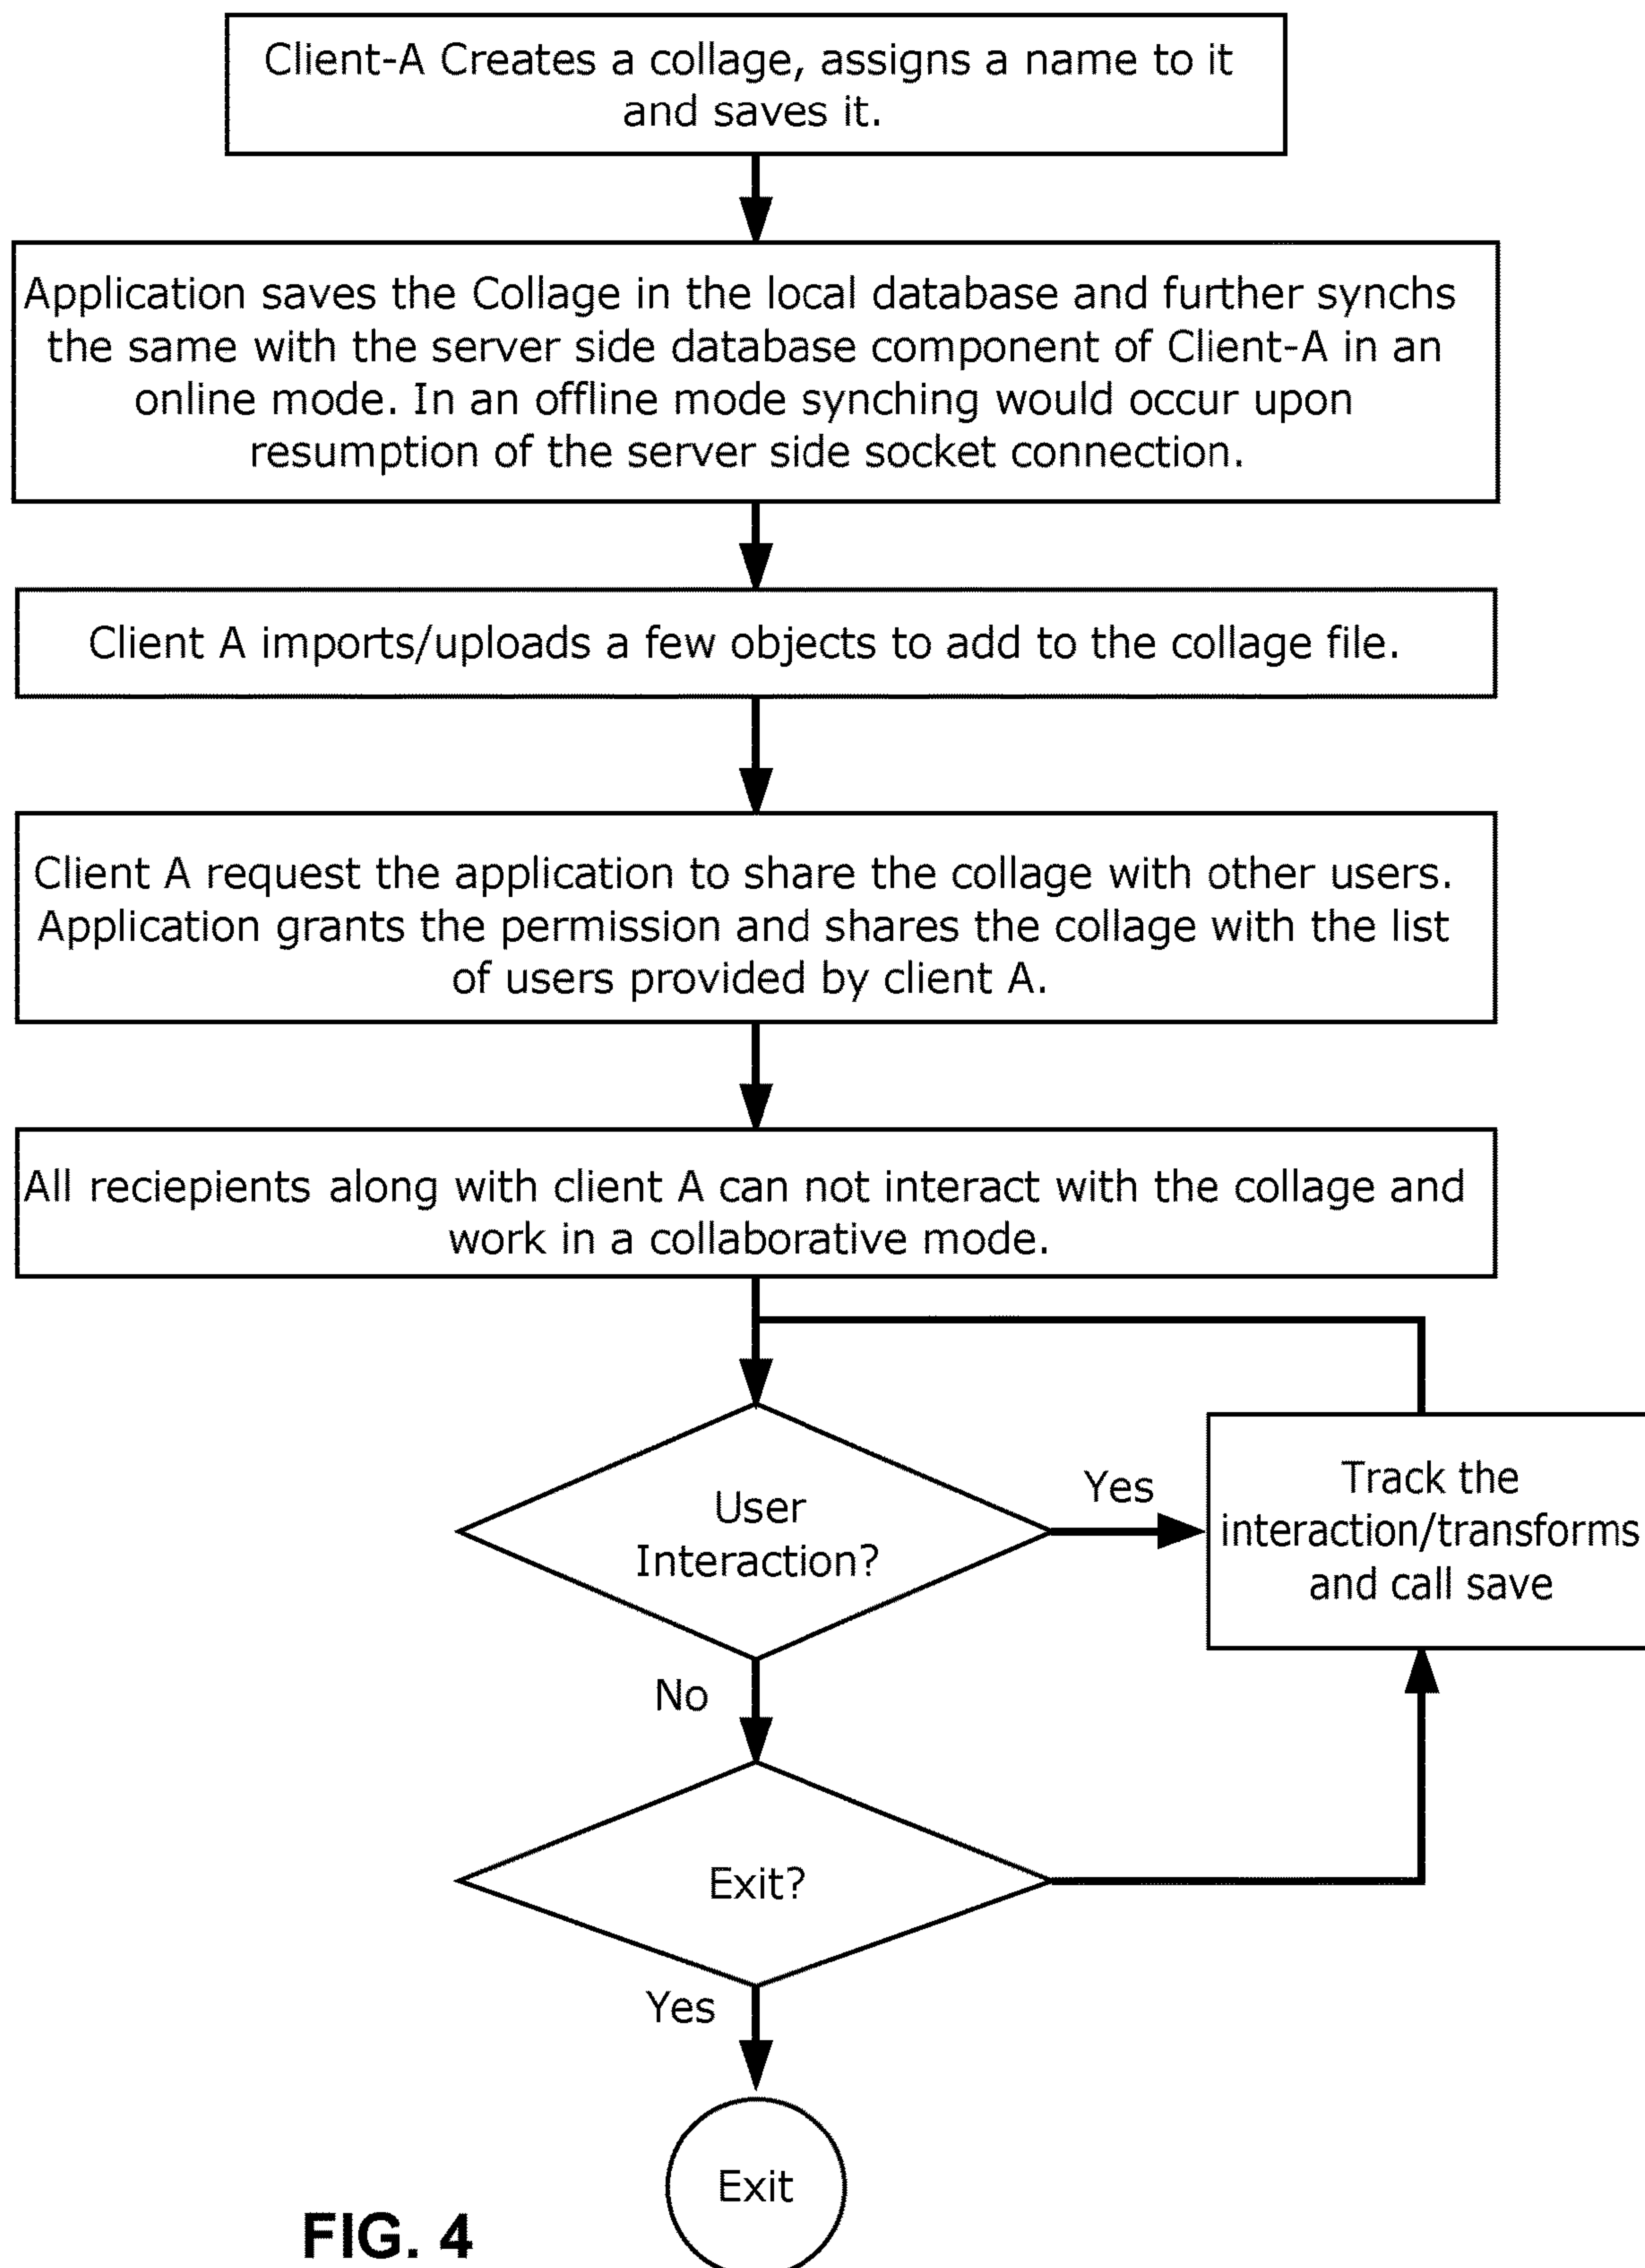 Client-A Creates a collage, assigns a name to it
and saves it.
Application saves the Collage in the local database and further synchs
the same with the server side database component of Client-A in an
online mode. In an offline mode synching would occur upon
resumption of the server side socket connection.
Client A imports/uploads a few objects to add to the collage file.
Client A request the application to share the collage with other users.
Application grants the permission and shares the collage with the list
of users provided by client A.
All reciepients along with client A can not interact with the collage and
work in a collaborative mode.
User
Interaction?
Yes
Track the
interaction/transforms
and call save
No
Exit?
Yes
Exit
FIG. 4